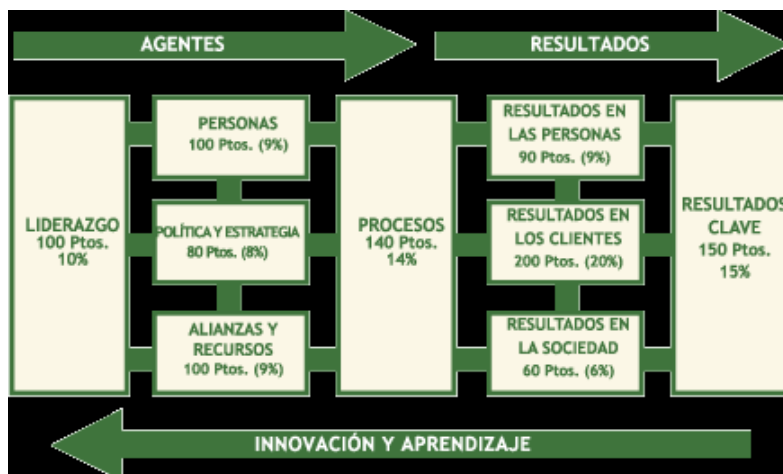 AGENTES
RESULTADOS
LIDERAZGO
100 Ptos.
10%
PERSONAS
100 Ptos. (9%)
POLÍTICA Y ESTRATEGIA
80 Ptos. (8%)
ALIANZAS Y
RECURSOS
100 Ptos. (9%)
PROCESOS
140 Ptos.
14%
RESULTADOS EN
LAS PERSONAS
90 Ptos. (9%)
RESULTADOS EN
LOS CLIENTES
200 Ptos. (20%)
RESULTADOS EN
LA SOCIEDAD
60 Ptos. (6%)
RESULTADOS
CLAVE
150 Ptos.
15%
INNOVACIÓN Y APRENDIZAJE